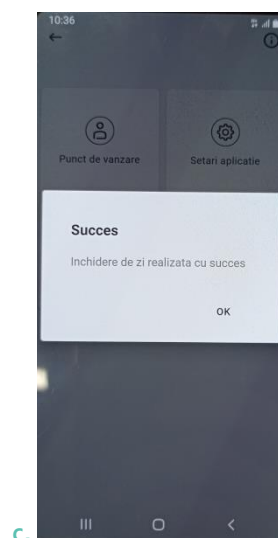 10:36
Punct de vanzare
Setari aplicatie
Succes
Inchidere de zi realizata cu succes
OK
C.